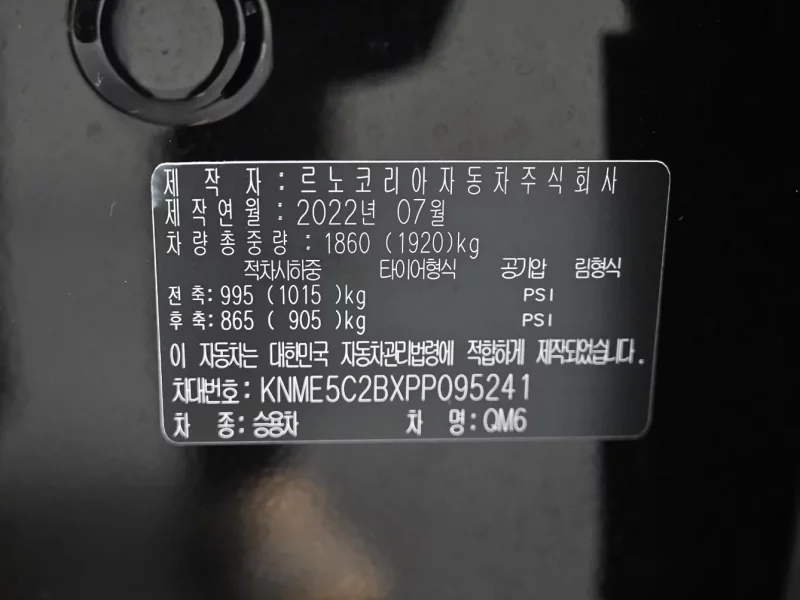 제 작 자 : 르노코리아자동차주식회사
제작연월 : 2022년 07월
차량총중량 : 1860 (1920)kg
적차시하중 타이어형식 공기압 림형식
전 축: 995 (1015 )kg PSI
후 축: 865 ( 905 )kg PSI
이 자동차는 대한민국 자동차관리법령에 적합하게 제작되었습니다.
차대번호: KNME5C2BXPP095241
차 종: 승용차 차 명: QM6